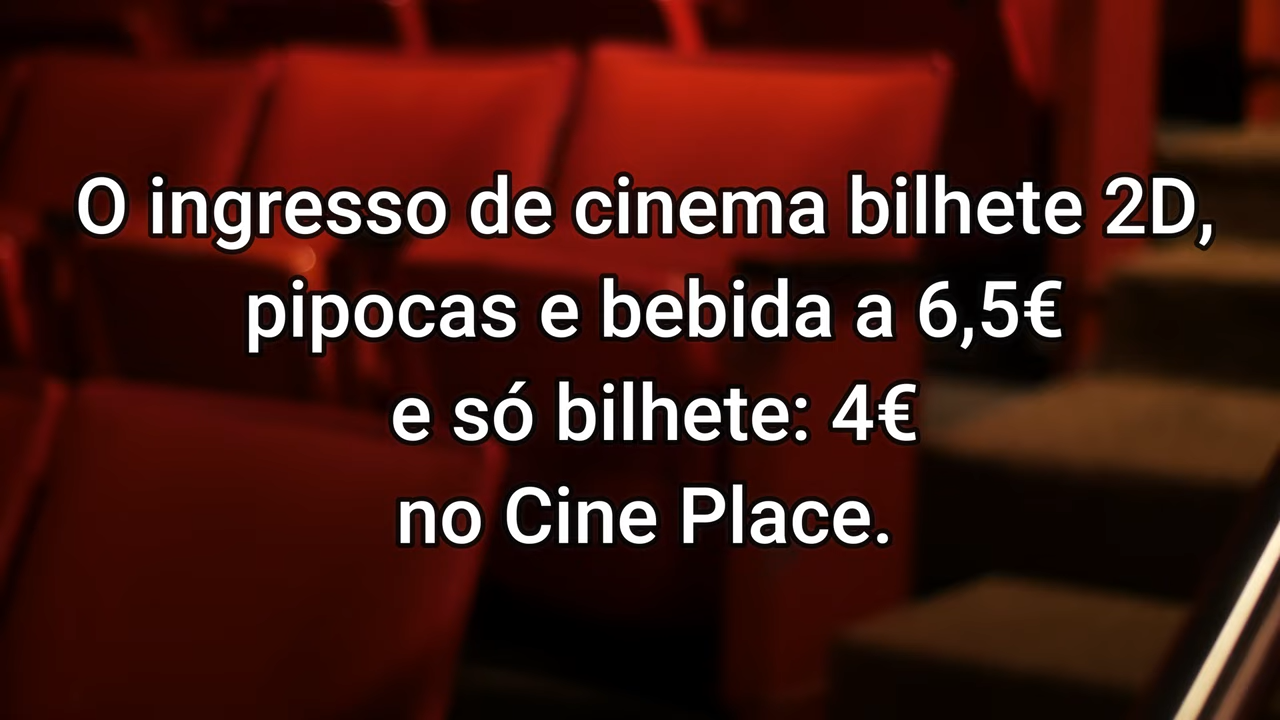 O ingresso de cinema bilhete 2D,
pipocas e bebida a 6,5€
e só bilhete: 4€
no Cine Place.